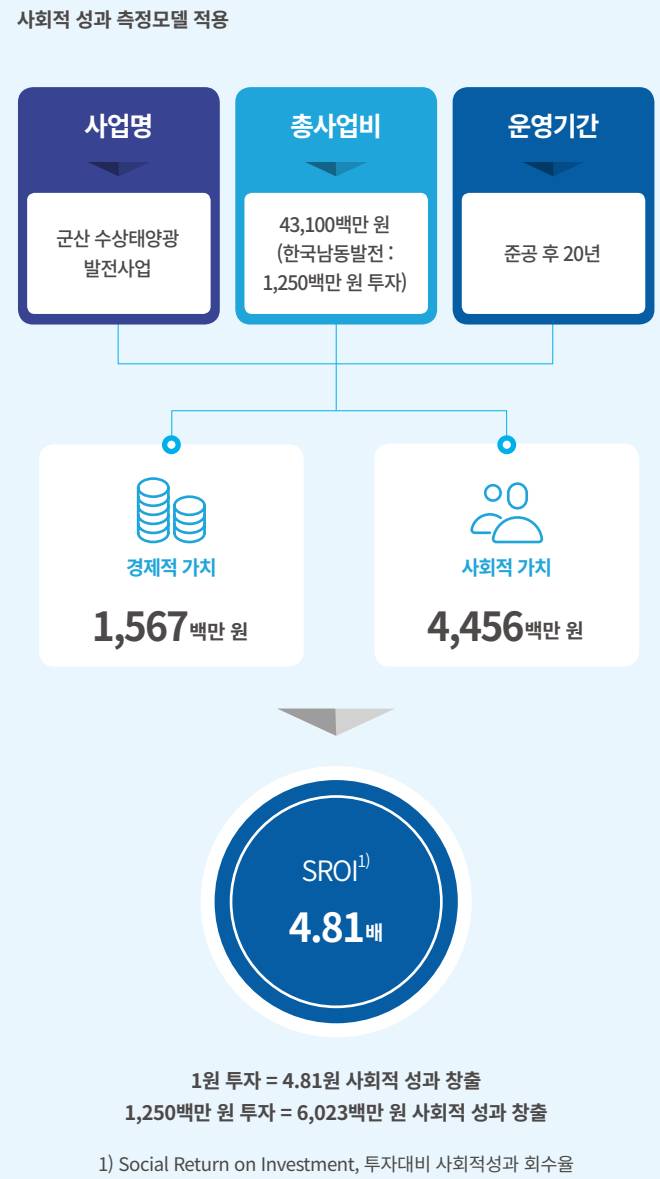 사회적 성과 측정모델 적용
사업명
군산 수상태양광
발전사업
총사업비
43,100백만 원
(한국남동발전 :
1,250백만 원 투자)
운영기간
준공 후 20년
경제적 가치
1,567백만 원
사회적 가치
4,456백만 원
SROI1)
4.81배
1원 투자 = 4.81원 사회적 성과 창출
1,250백만 원 투자 = 6,023백만 원 사회적 성과 창출
1) Social Return on Investment, 투자대비 사회적성과 회수율